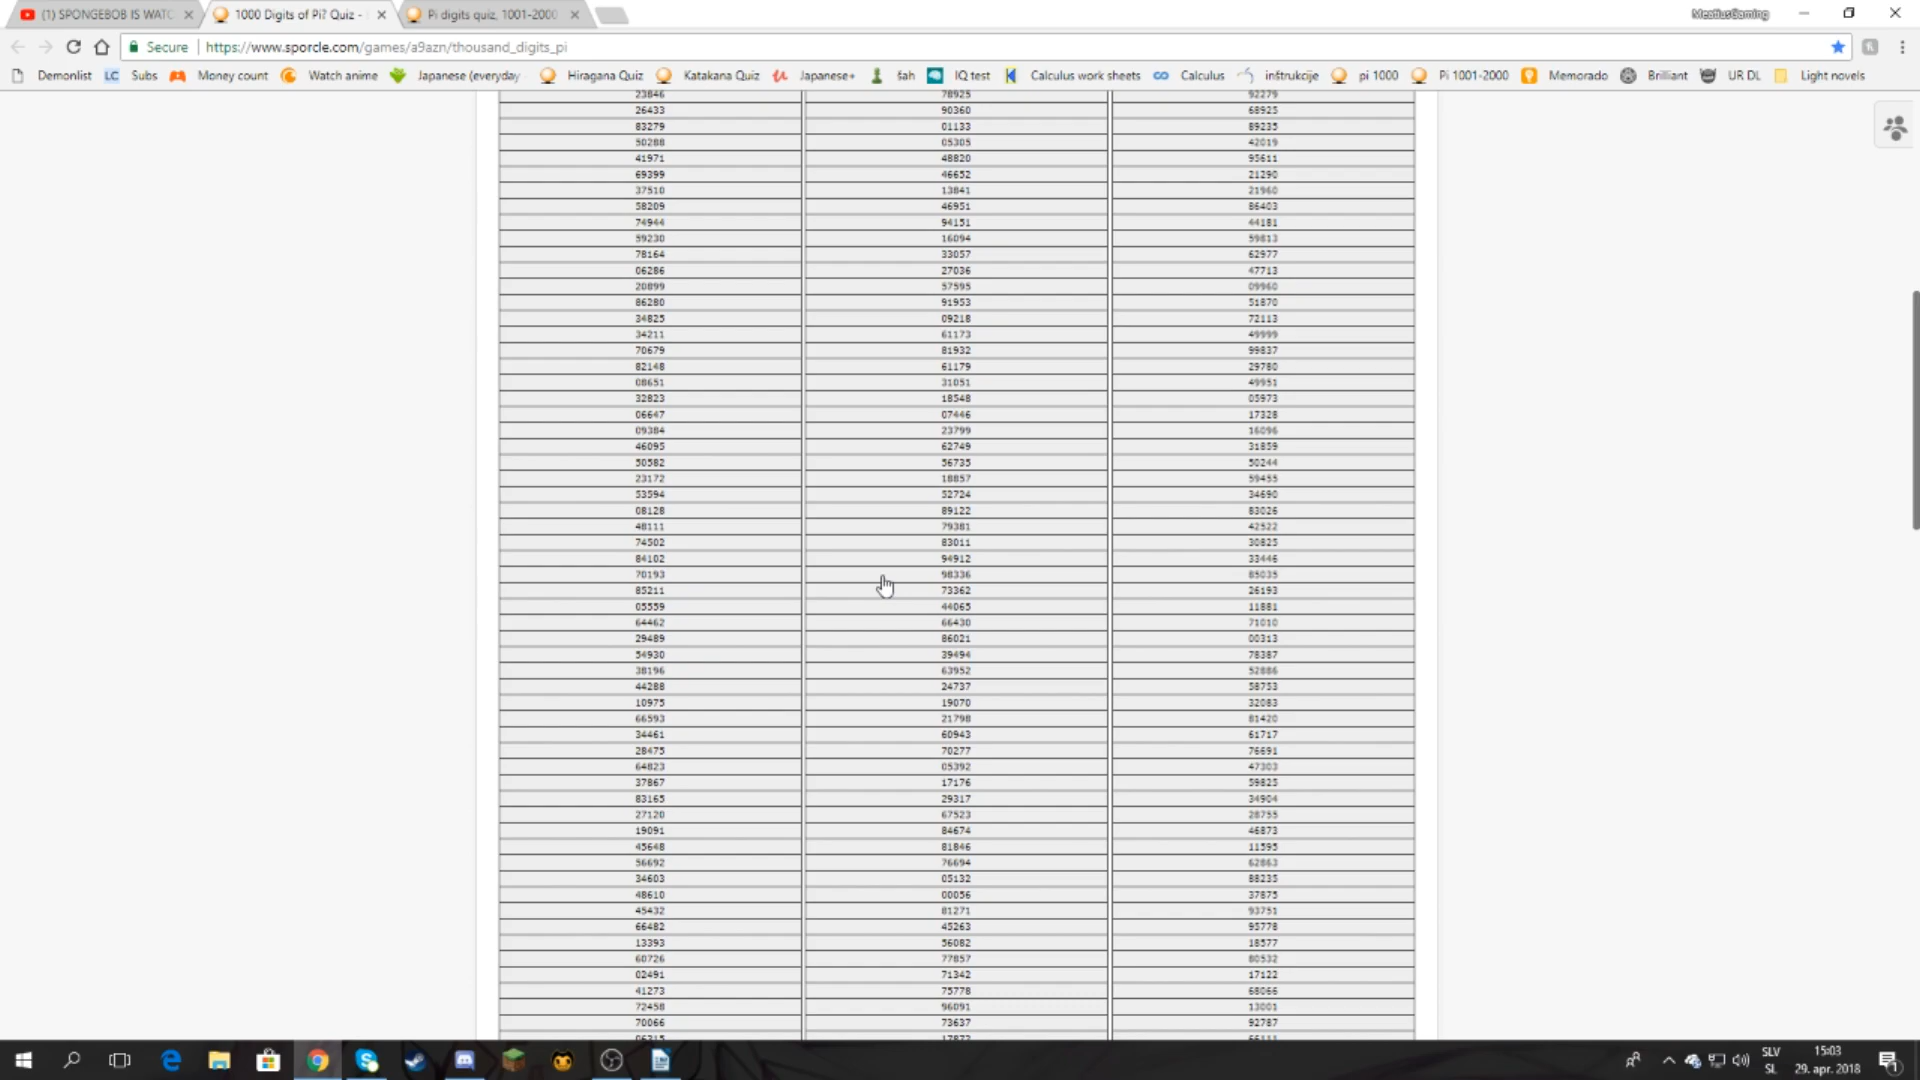 (1) SPONGEBOB IS WATC
1000 Digits of Pi? Quiz -
Pi digits quiz, 1001-2000
MeatlusGaming
Secure https://www.sporcle.com/games/a9azn/thousand_digits_pi
Demonlist LC Subs Money count Watch anime Japanese (everyday Hiragana Quiz Katakana Quiz Japanese+ šah IQ test Calculus work sheets Calculus inštrukcije pi 1000 Pi 1001-2000 Memorado Brilliant UR DL Light novels
23846 78925 92279
26433 90360 68925
83279 01133 89235
50288 05305 42019
41971 48820 95611
69399 46652 21290
37510 13841 21960
58209 46951 86403
74944 94151 44181
59230 16094 59813
78164 33057 62977
06286 27036 47713
20899 57595 09960
86280 91953 51870
34825 09218 72113
34211 61173 49999
70679 81932 99837
82148 61179 29780
08651 31051 49951
32823 18548 05973
06647 07446 17328
09384 23799 16096
46095 62749 31859
50582 56735 50244
23172 18857 59455
53594 52724 34690
08128 89122 83026
48111 79381 42522
74502 83011 30825
84102 94912 33446
70193 98336 85035
85211 73362 26193
05559 44065 11881
64462 66430 71010
29489 86021 00313
54930 39494 78387
38196 63952 52886
44288 24737 58753
10975 19070 32083
66593 21798 81420
34461 60943 61717
28475 70277 76691
64823 05392 47303
37867 17176 59825
83165 29317 34904
27120 67523 28755
19091 84674 46873
45648 81846 11595
56692 76694 62863
34603 05132 88235
48610 00056 37875
45432 81271 93751
66482 45263 95778
13393 56082 18577
60726 77857 80532
02491 71342 17122
41273 75778 68066
72458 96091 13001
70066 73637 92787
06315 17872 66111
SLV
SL
15:03
29. apr. 2018
1